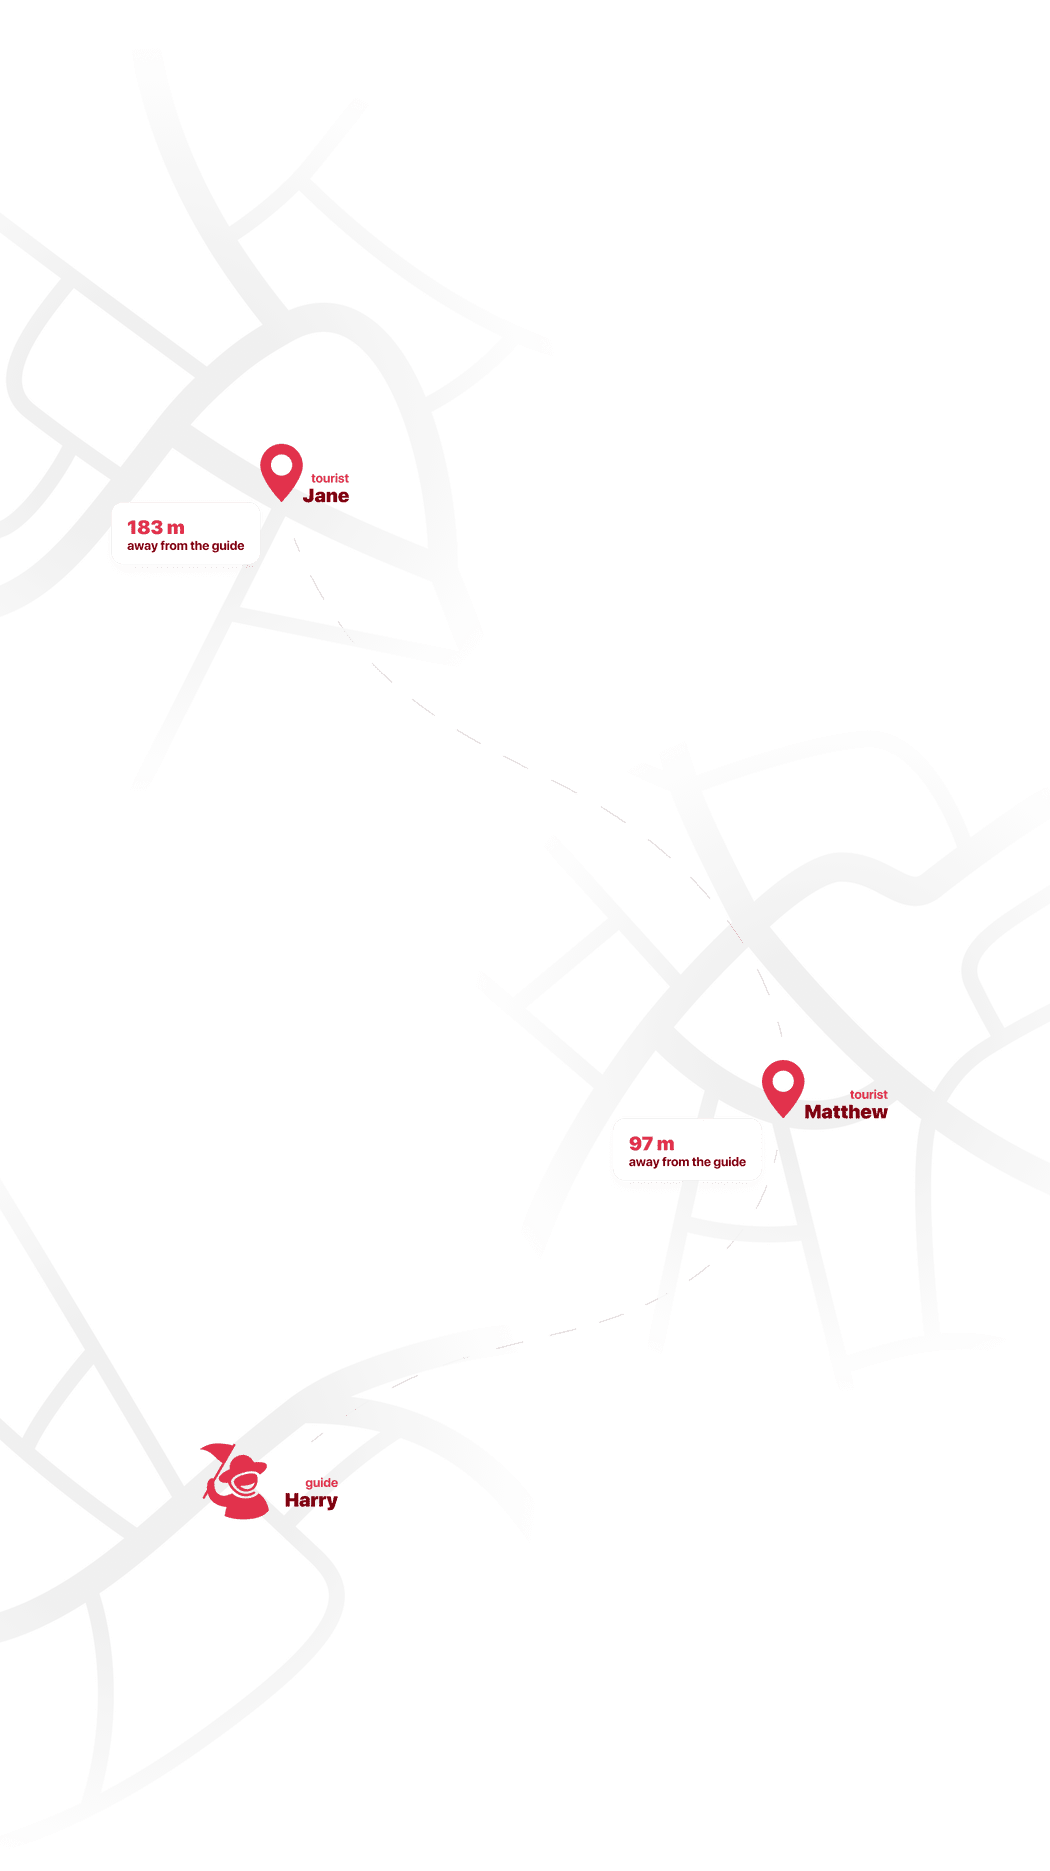 tourist
Jane
183 m
away from the guide
tourist
Matthew
97 m
away from the guide
guide
Harry